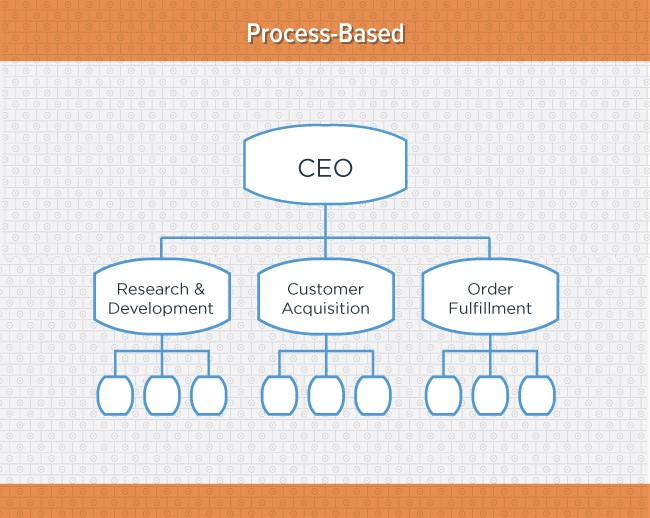 Process-Based
CEO
Research &
Development
Customer
Acquisition
Order
Fulfillment